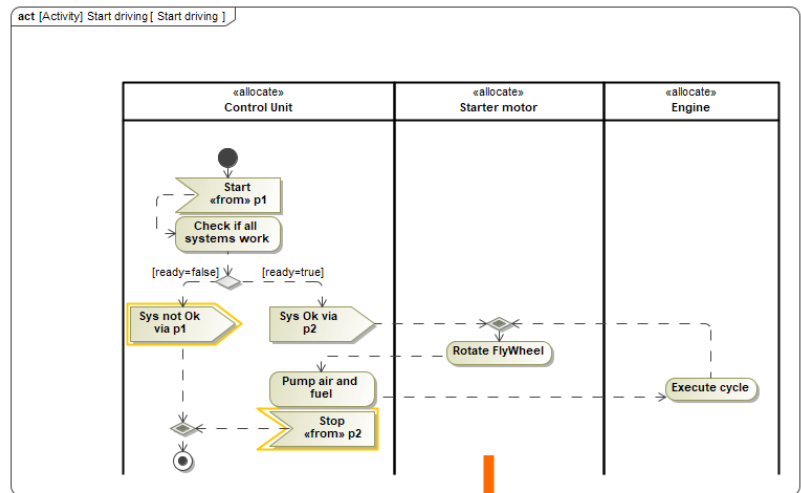 act [Activity] Start driving [ Start driving ]
«allocate»
Control Unit
«allocate»
Starter motor
«allocate»
Engine
Start
«from» p1
Check if all
systems work
[ready=false]
[ready=true]
Sys not Ok
via p1
Sys Ok via
p2
Rotate FlyWheel
Pump air and
fuel
Execute cycle
Stop
«from» p2